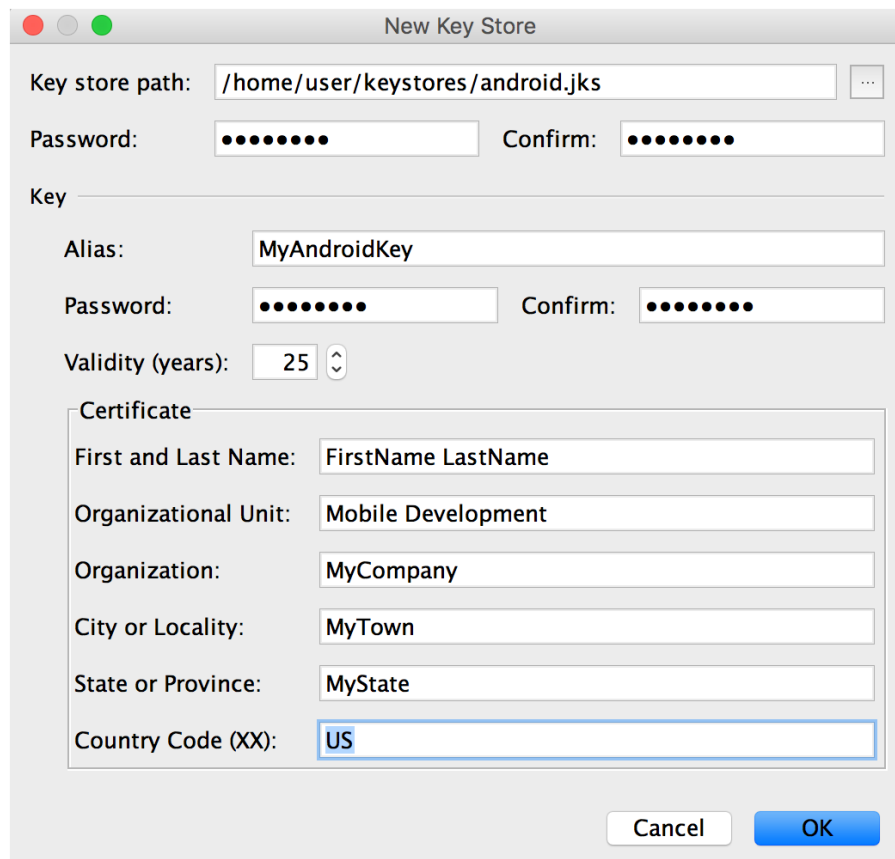 New Key Store
Key store path: /home/user/keystores/android.jks ...
Password: •••••••• Confirm: ••••••••
Key
Alias: MyAndroidKey
Password: •••••••• Confirm: ••••••••
Validity (years): 25
Certificate
First and Last Name: FirstName LastName
Organizational Unit: Mobile Development
Organization: MyCompany
City or Locality: MyTown
State or Province: MyState
Country Code (XX): US
Cancel OK